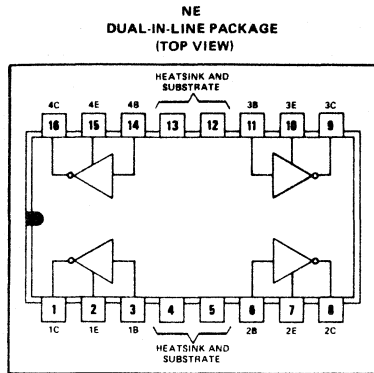 NE
DUAL-IN-LINE PACKAGE
(TOP VIEW)
HEATSINK AND
SUBSTRATE
4C 4E 4B 3B 3E 3C
16 15 14 13 12 11 10 9
1 2 3 4 5 6 7 8
1C 1E 1B 2B 2E 2C
HEATSINK AND
SUBSTRATE